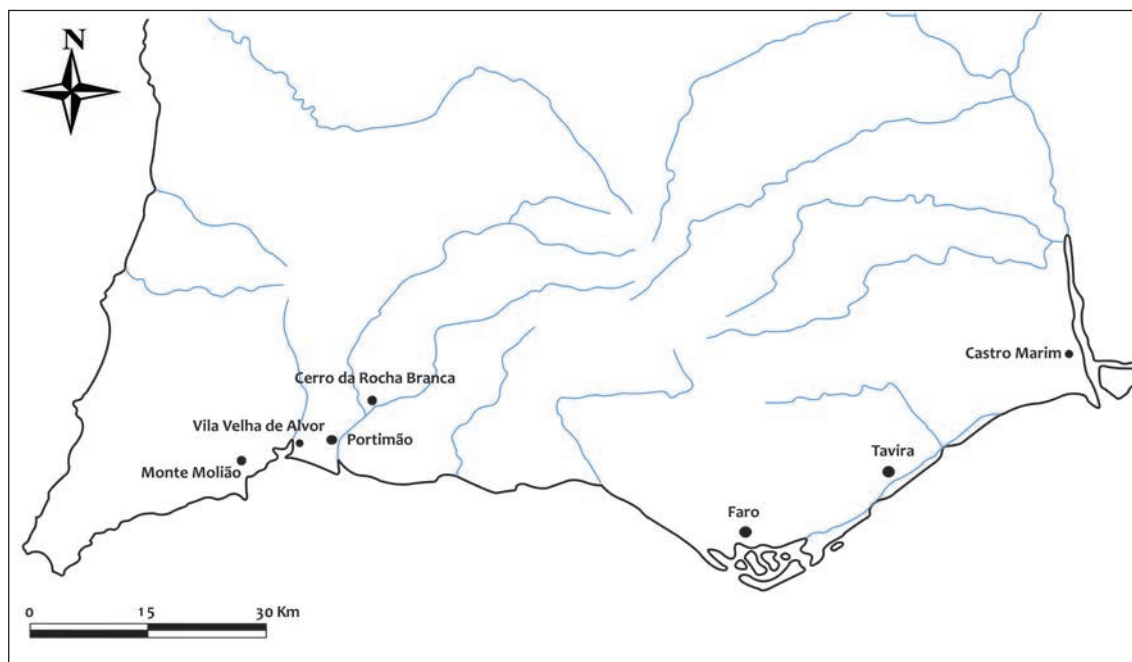 N
Cerro da Rocha Branca
Castro Marim
Vila Velha de Alvor
Portimão
Monte Molião
Tavira
Faro
0 15 30 Km